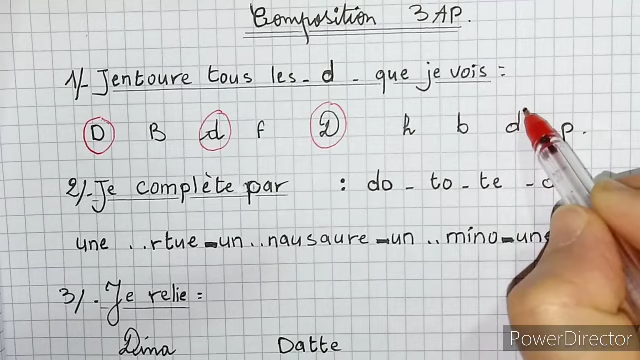 Composition 3AP.
1/- J'entoure tous les - d - que je vois :
D B d f D h b d p.
2/- Je complète par : do - to - te -
une ..rtue - un ..nausaure - un ..mino - une
3/. Je relie :
Dina Datte
PowerDirector